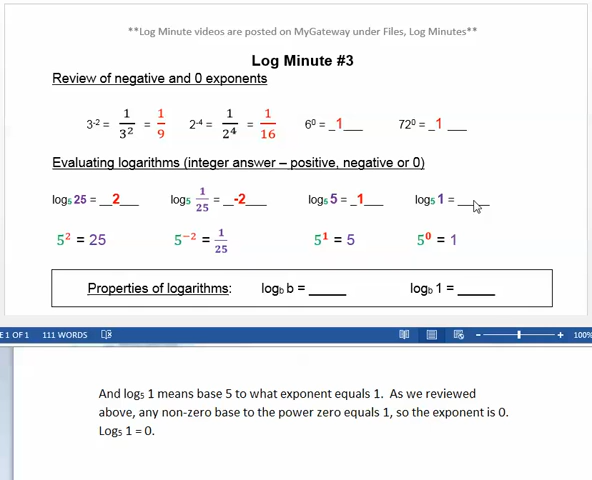 **Log Minute videos are posted on MyGateway under Files, Log Minutes**
Log Minute #3
Review of negative and 0 exponents
3⁻² = 1/3² = 1/9 2⁻⁴ = 1/2⁴ = 1/16 6⁰ = _1___ 72⁰ = _1 ___
Evaluating logarithms (integer answer – positive, negative or 0)
log₅ 25 = __2___ log₅ 1/25 = __-2___ log₅ 5 = _1___ log₅ 1 = _____
5² = 25 5⁻² = 1/25 5¹ = 5 5⁰ = 1
Properties of logarithms: log_b b = _____ log_b 1 = _____
E 1 OF 1 111 WORDS 100%
And log₅ 1 means base 5 to what exponent equals 1. As we reviewed
above, any non-zero base to the power zero equals 1, so the exponent is 0.
Log₅ 1 = 0.